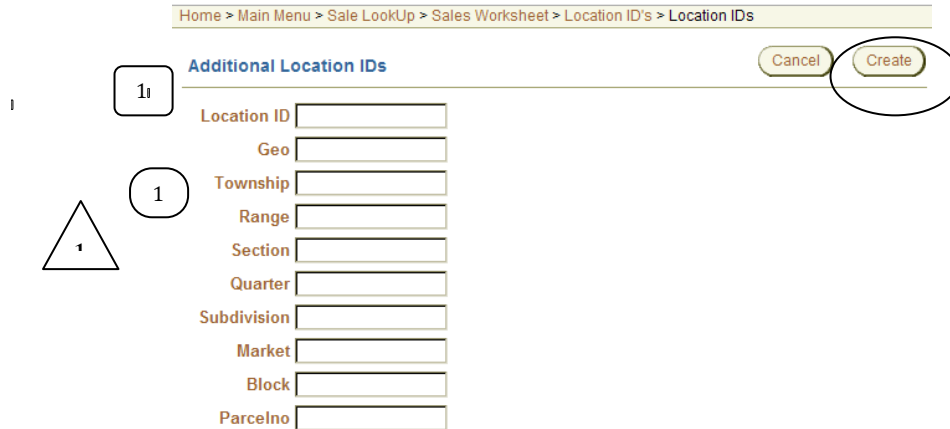 Home > Main Menu > Sale LookUp > Sales Worksheet > Location ID's > Location IDs
Additional Location IDs
Cancel
Create
1
Location ID
Geo
Township
1
Range
1
Section
Quarter
Subdivision
Market
Block
Parcelno